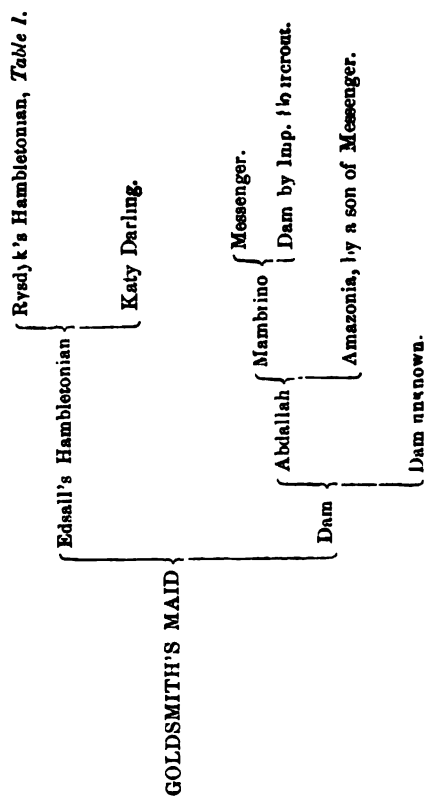 Rysdyk's Hambletonian, Table 1.
Edsall's Hambletonian
Katy Darling.
GOLDSMITH'S MAID
Messenger.
Mambrino
Dam by Imp.
Abdallah
Amazonia, by a son of Messenger.
Dam
Dam unknown.